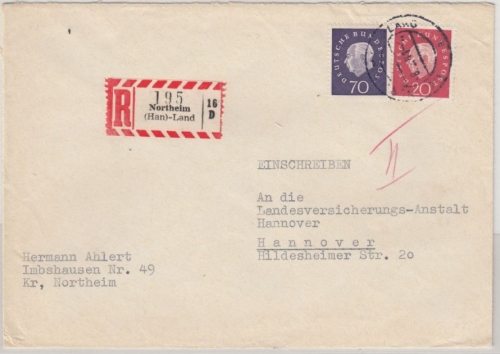 DEUTSCHE BUNDESPOST
70
20
R
195
Northeim
(Han)-Land
16
D
EINSCHREIBEN
An die
Landesversicherungs-Anstalt
Hannover
Hannover
Hildesheimer Str. 20
Hermann Ahlert
Imbshausen Nr. 49
Kr, Northeim